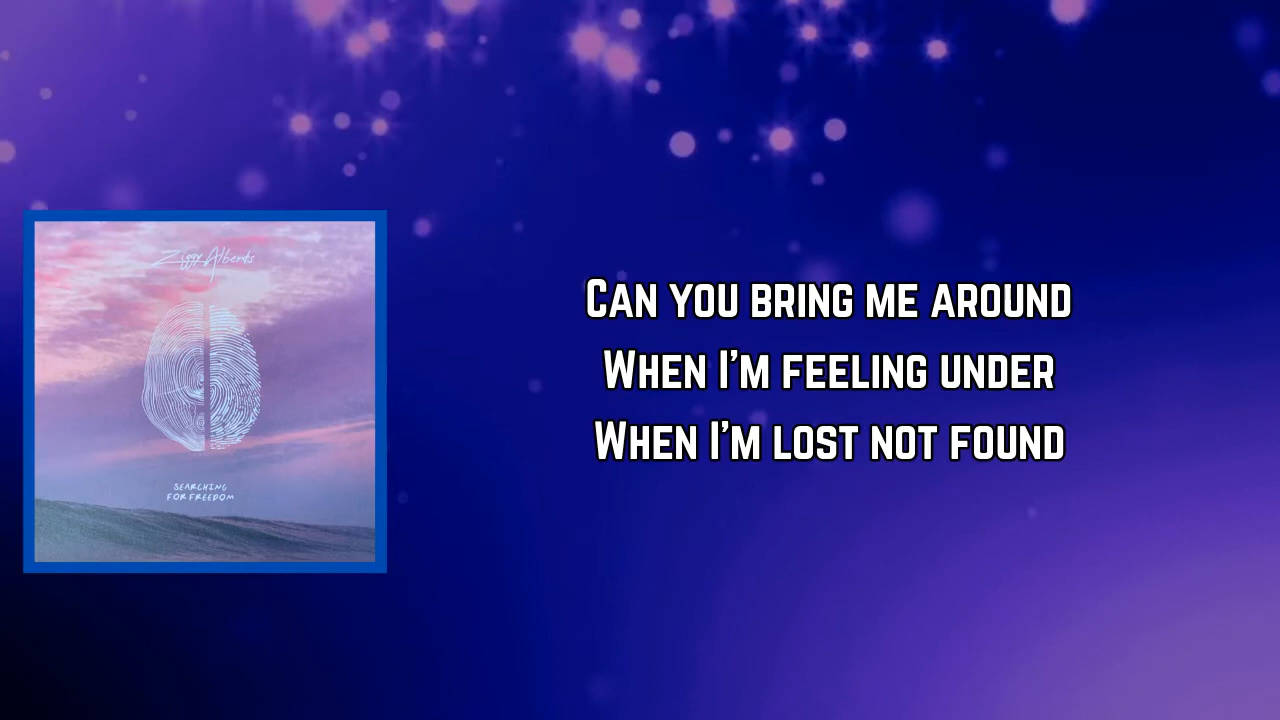 Ziggy Alberts
SEARCHING
FOR FREEDOM
CAN YOU BRING ME AROUND
WHEN I'M FEELING UNDER
WHEN I'M LOST NOT FOUND